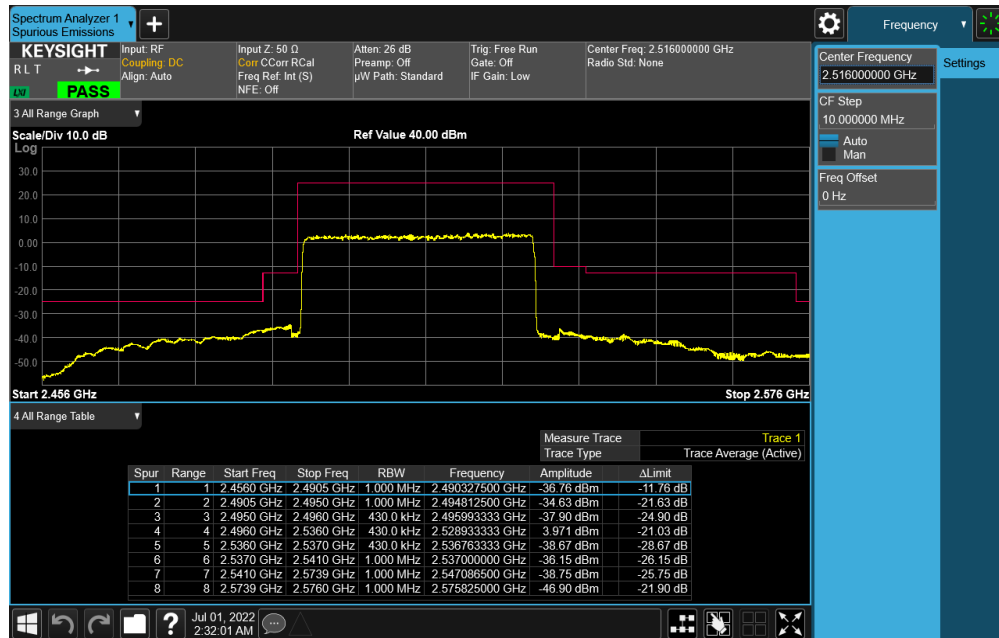 Spectrum Analyzer 1
Spurious Emissions
Frequency
KEYSIGHT
R L T
LXI
PASS
Input: RF
Coupling: DC
Align: Auto
Input Z: 50 Ω
Corr CCorr RCal
Freq Ref: Int (S)
NFE: Off
Atten: 26 dB
Preamp: Off
µW Path: Standard
Trig: Free Run
Gate: Off
IF Gain: Low
Center Freq: 2.516000000 GHz
Radio Std: None
Center Frequency
2.516000000 GHz
Settings
CF Step
10.000000 MHz
Auto
Man
Freq Offset
0 Hz
3 All Range Graph
Scale/Div 10.0 dB
Ref Value 40.00 dBm
Log
30.0
20.0
10.0
0.00
-10.0
-20.0
-30.0
-40.0
-50.0
Start 2.456 GHz
Stop 2.576 GHz
4 All Range Table
Measure Trace Trace 1
Trace Type Trace Average (Active)
Spur Range Start Freq Stop Freq RBW Frequency Amplitude ΔLimit
1 1 2.4560 GHz 2.4905 GHz 1.000 MHz 2.490327500 GHz -36.76 dBm -11.76 dB
2 2 2.4905 GHz 2.4950 GHz 1.000 MHz 2.494812500 GHz -34.63 dBm -21.63 dB
3 3 2.4950 GHz 2.4960 GHz 430.0 kHz 2.495993333 GHz -37.90 dBm -24.90 dB
4 4 2.4960 GHz 2.5360 GHz 430.0 kHz 2.528933333 GHz 3.971 dBm -21.03 dB
5 5 2.5360 GHz 2.5370 GHz 430.0 kHz 2.536763333 GHz -38.67 dBm -28.67 dB
6 6 2.5370 GHz 2.5410 GHz 1.000 MHz 2.537000000 GHz -36.15 dBm -26.15 dB
7 7 2.5410 GHz 2.5739 GHz 1.000 MHz 2.547086500 GHz -38.75 dBm -25.75 dB
8 8 2.5739 GHz 2.5760 GHz 1.000 MHz 2.575825000 GHz -46.90 dBm -21.90 dB
?
Jul 01, 2022
2:32:01 AM